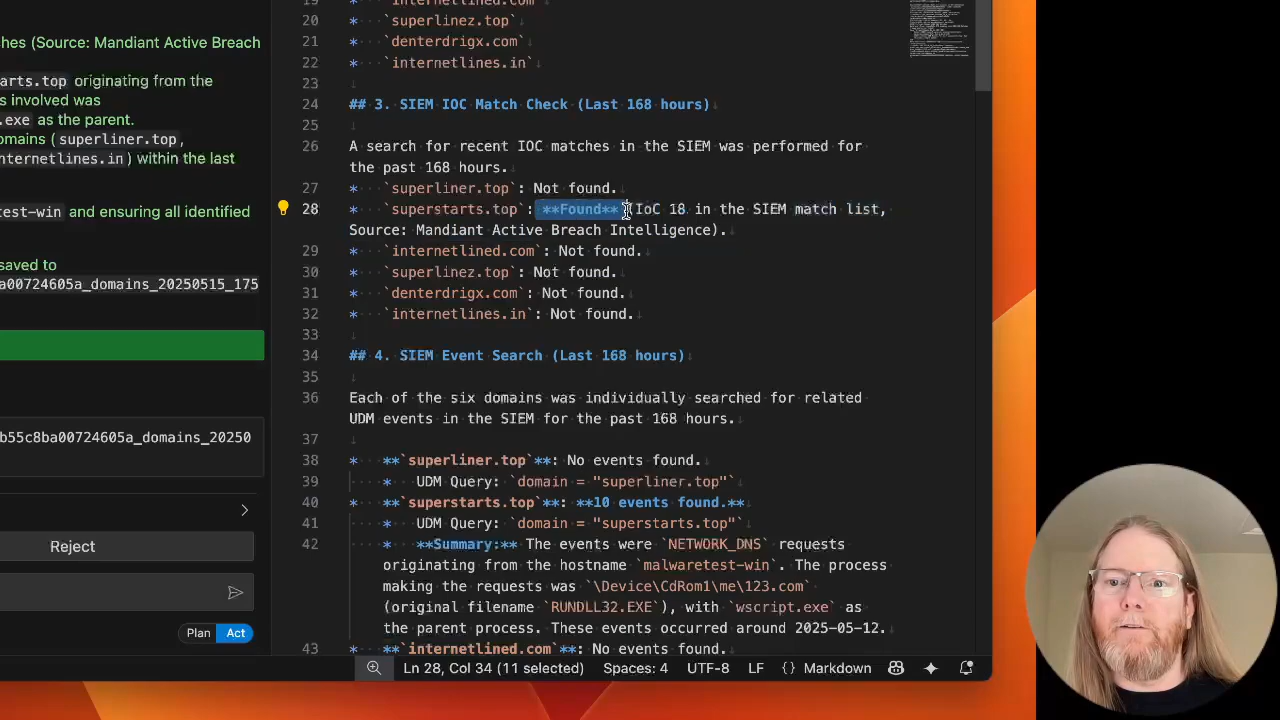 ches (Source: Mandiant Active Breach
arts.top originating from the
s involved was
.exe as the parent.
omains (superliner.top,
nternetlines.in) within the last
est-win and ensuring all identified
saved to
a00724605a_domains_20250515_175
b55c8ba00724605a_domains_20250
Reject
Plan Act
19 * `internetlined.com`
20 * `superlinez.top`
21 * `denterdrigx.com`
22 * `internetlines.in`
23
24 ## 3. SIEM IOC Match Check (Last 168 hours)
25
26 A search for recent IOC matches in the SIEM was performed for
the past 168 hours.
27 * `superliner.top`: Not found.
28 * `superstarts.top`: **Found** (IoC 18 in the SIEM match list,
Source: Mandiant Active Breach Intelligence).
29 * `internetlined.com`: Not found.
30 * `superlinez.top`: Not found.
31 * `denterdrigx.com`: Not found.
32 * `internetlines.in`: Not found.
33
34 ## 4. SIEM Event Search (Last 168 hours)
35
36 Each of the six domains was individually searched for related
UDM events in the SIEM for the past 168 hours.
37
38 * **`superliner.top`**: No events found.
39 * UDM Query: `domain = "superliner.top"`
40 * **`superstarts.top`**: **10 events found.**
41 * UDM Query: `domain = "superstarts.top"`
42 * **Summary:** The events were `NETWORK_DNS` requests
originating from the hostname `malwaretest-win`. The process
making the requests was `\Device\CdRom1\me\123.com`
(original filename `RUNDLL32.EXE`), with `wscript.exe` as
the parent process. These events occurred around 2025-05-12.
43 * **`internetlined.com`**: No events found.
Ln 28, Col 34 (11 selected) Spaces: 4 UTF-8 LF {} Markdown